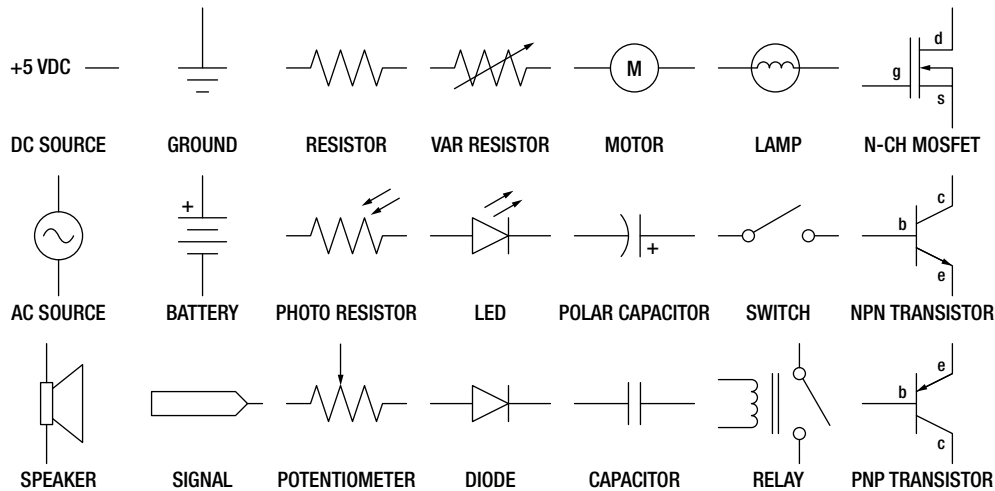 +5 VDC
M
d
g
s
DC SOURCE GROUND RESISTOR VAR RESISTOR MOTOR LAMP N-CH MOSFET
+
c
b
+
e
AC SOURCE BATTERY PHOTO RESISTOR LED POLAR CAPACITOR SWITCH NPN TRANSISTOR
e
b
c
SPEAKER SIGNAL POTENTIOMETER DIODE CAPACITOR RELAY PNP TRANSISTOR